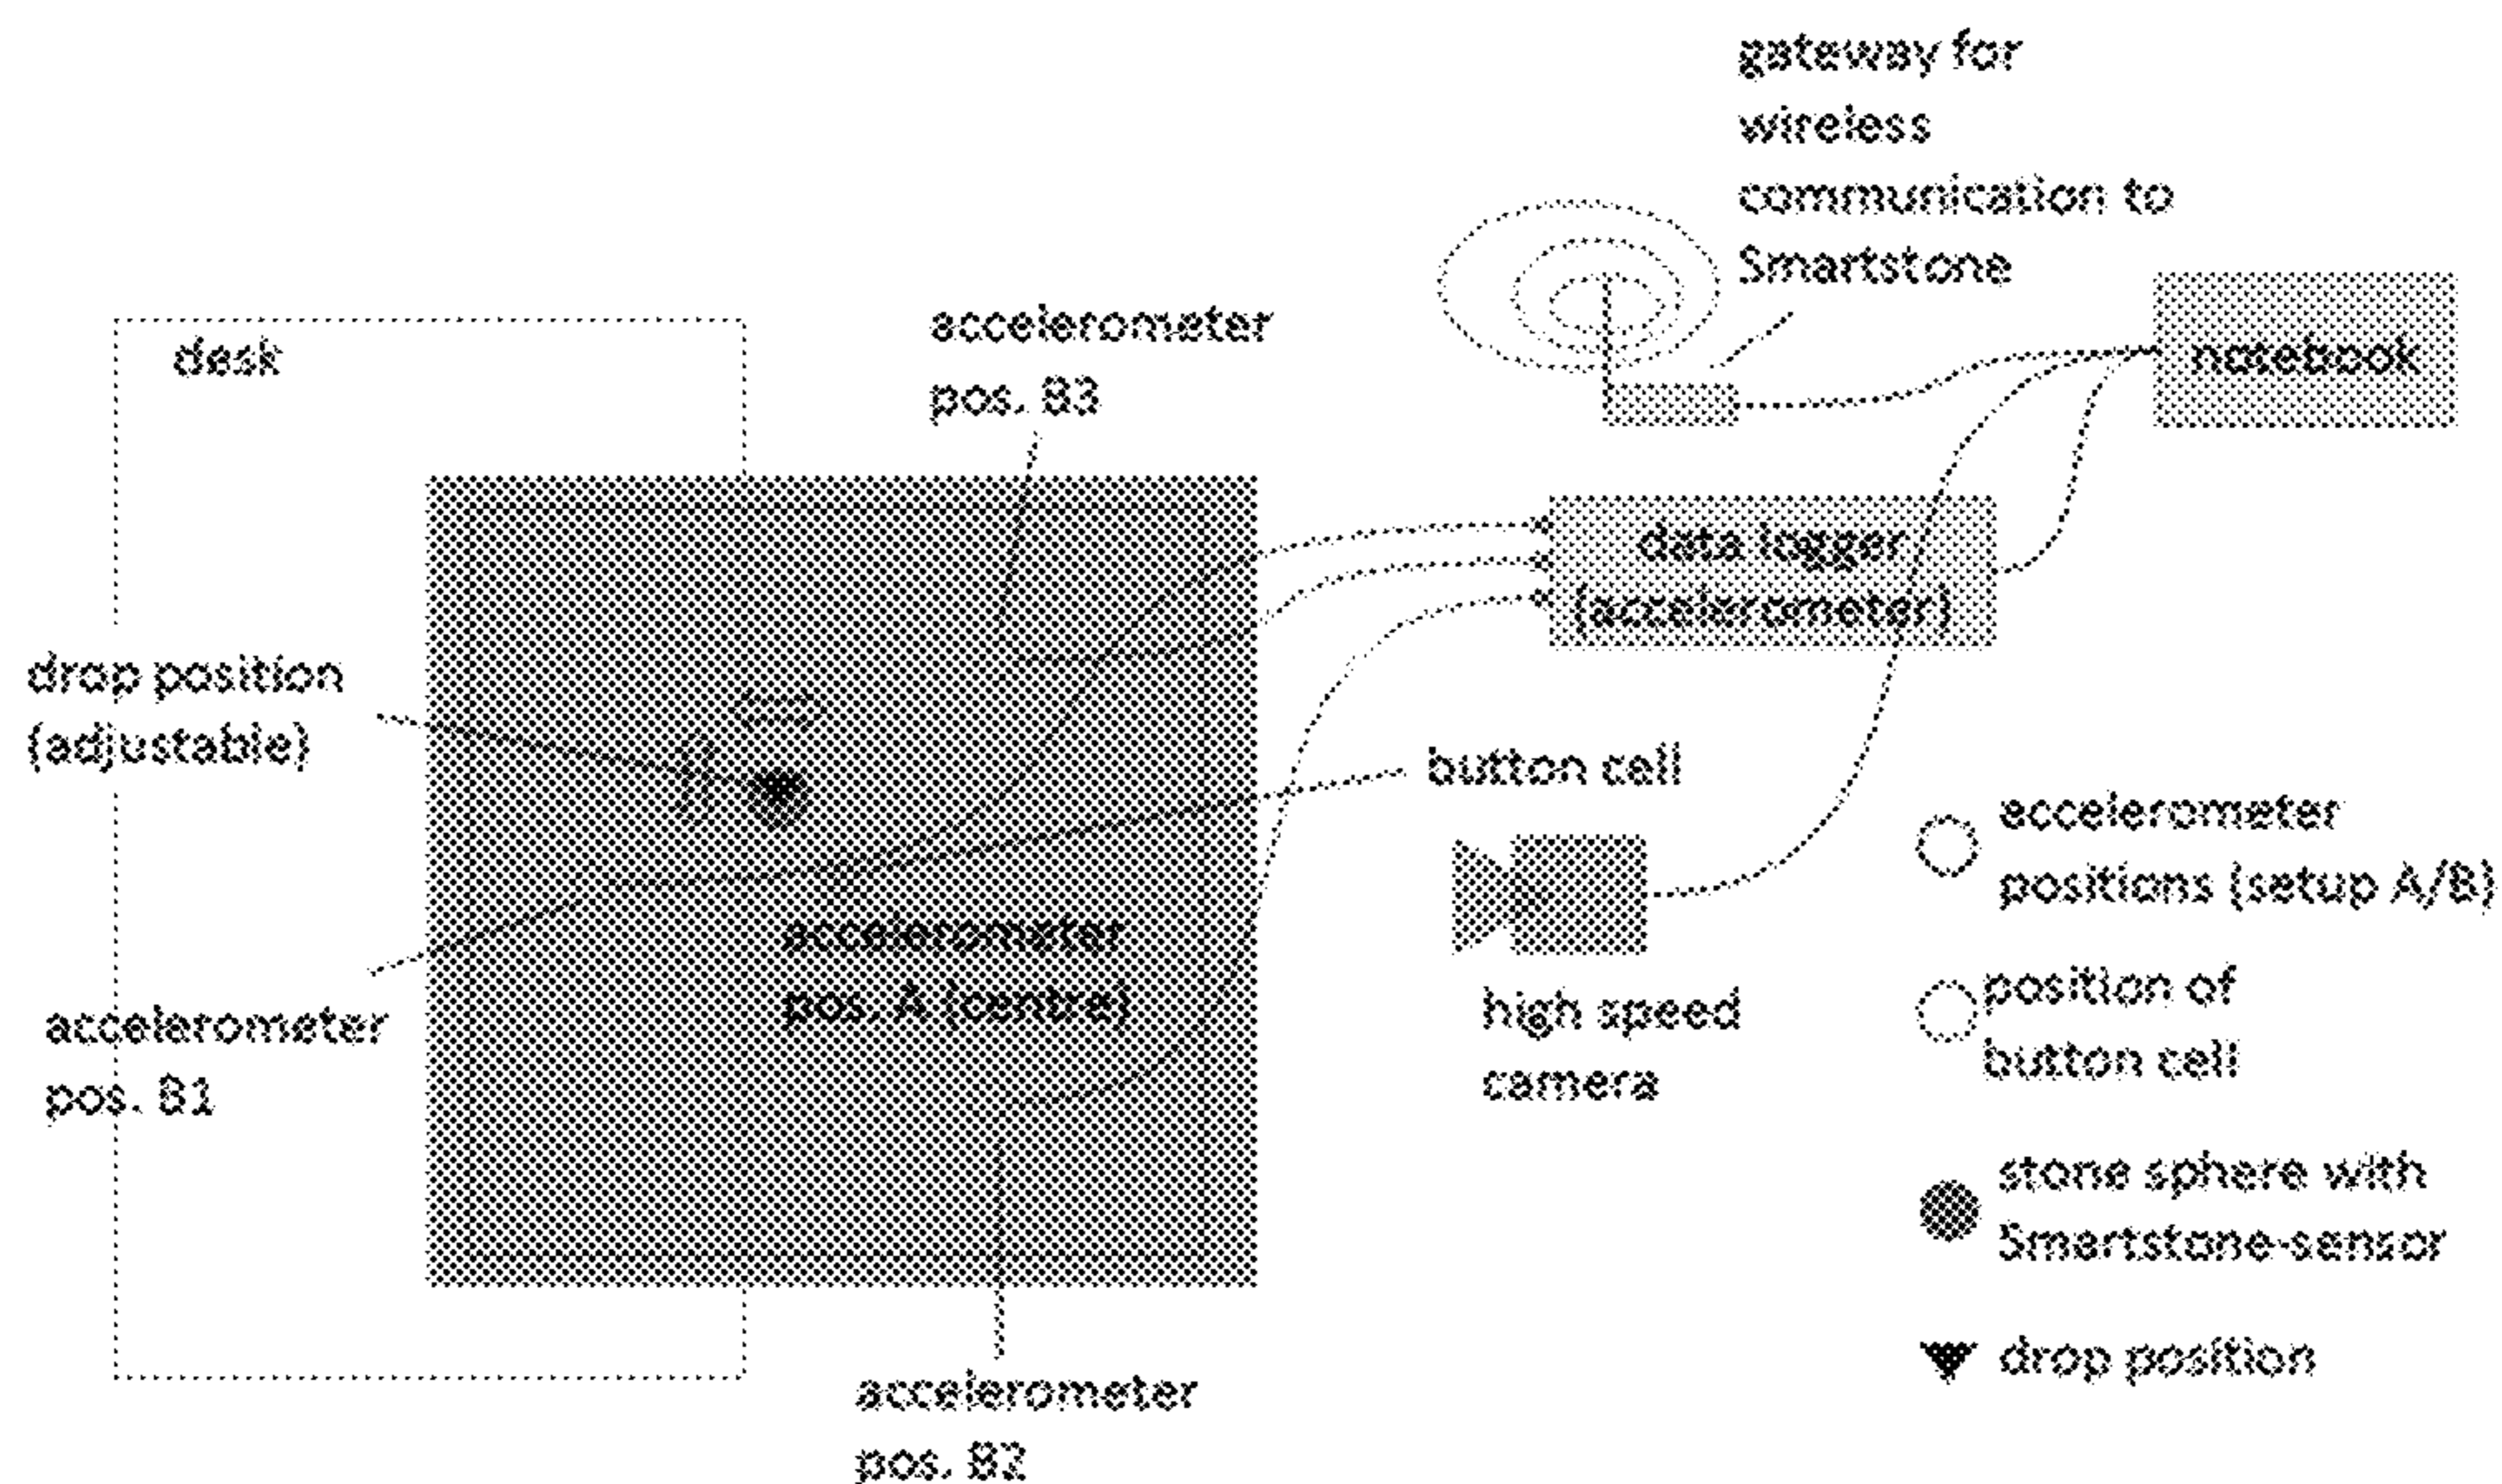 gateway for
wireless
communication to
Smartstone
notebook
desk
accelerometer
pos. B3
data logger
(accelerometer)
drop position
(adjustable)
button cell
accelerometer
pos. A (centre)
accelerometer
pos. B1
high speed
camera
accelerometer
pos. B2
accelerometer
positions (setup A/B)
position of
button cell
stone sphere with
Smartstone-sensor
drop position